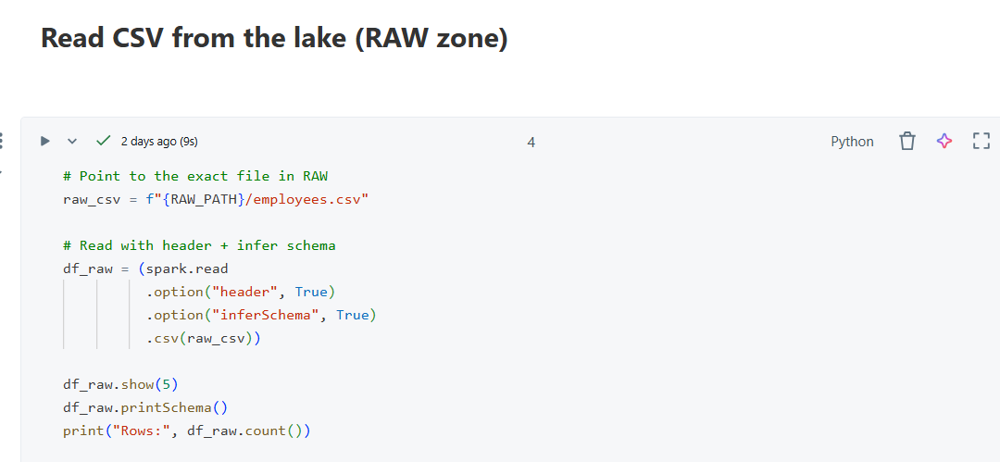 Read CSV from the lake (RAW zone)
2 days ago (9s)
4
Python
# Point to the exact file in RAW
raw_csv = f"{RAW_PATH}/employees.csv"
# Read with header + infer schema
df_raw = (spark.read
.option("header", True)
.option("inferSchema", True)
.csv(raw_csv))
df_raw.show(5)
df_raw.printSchema()
print("Rows:", df_raw.count())